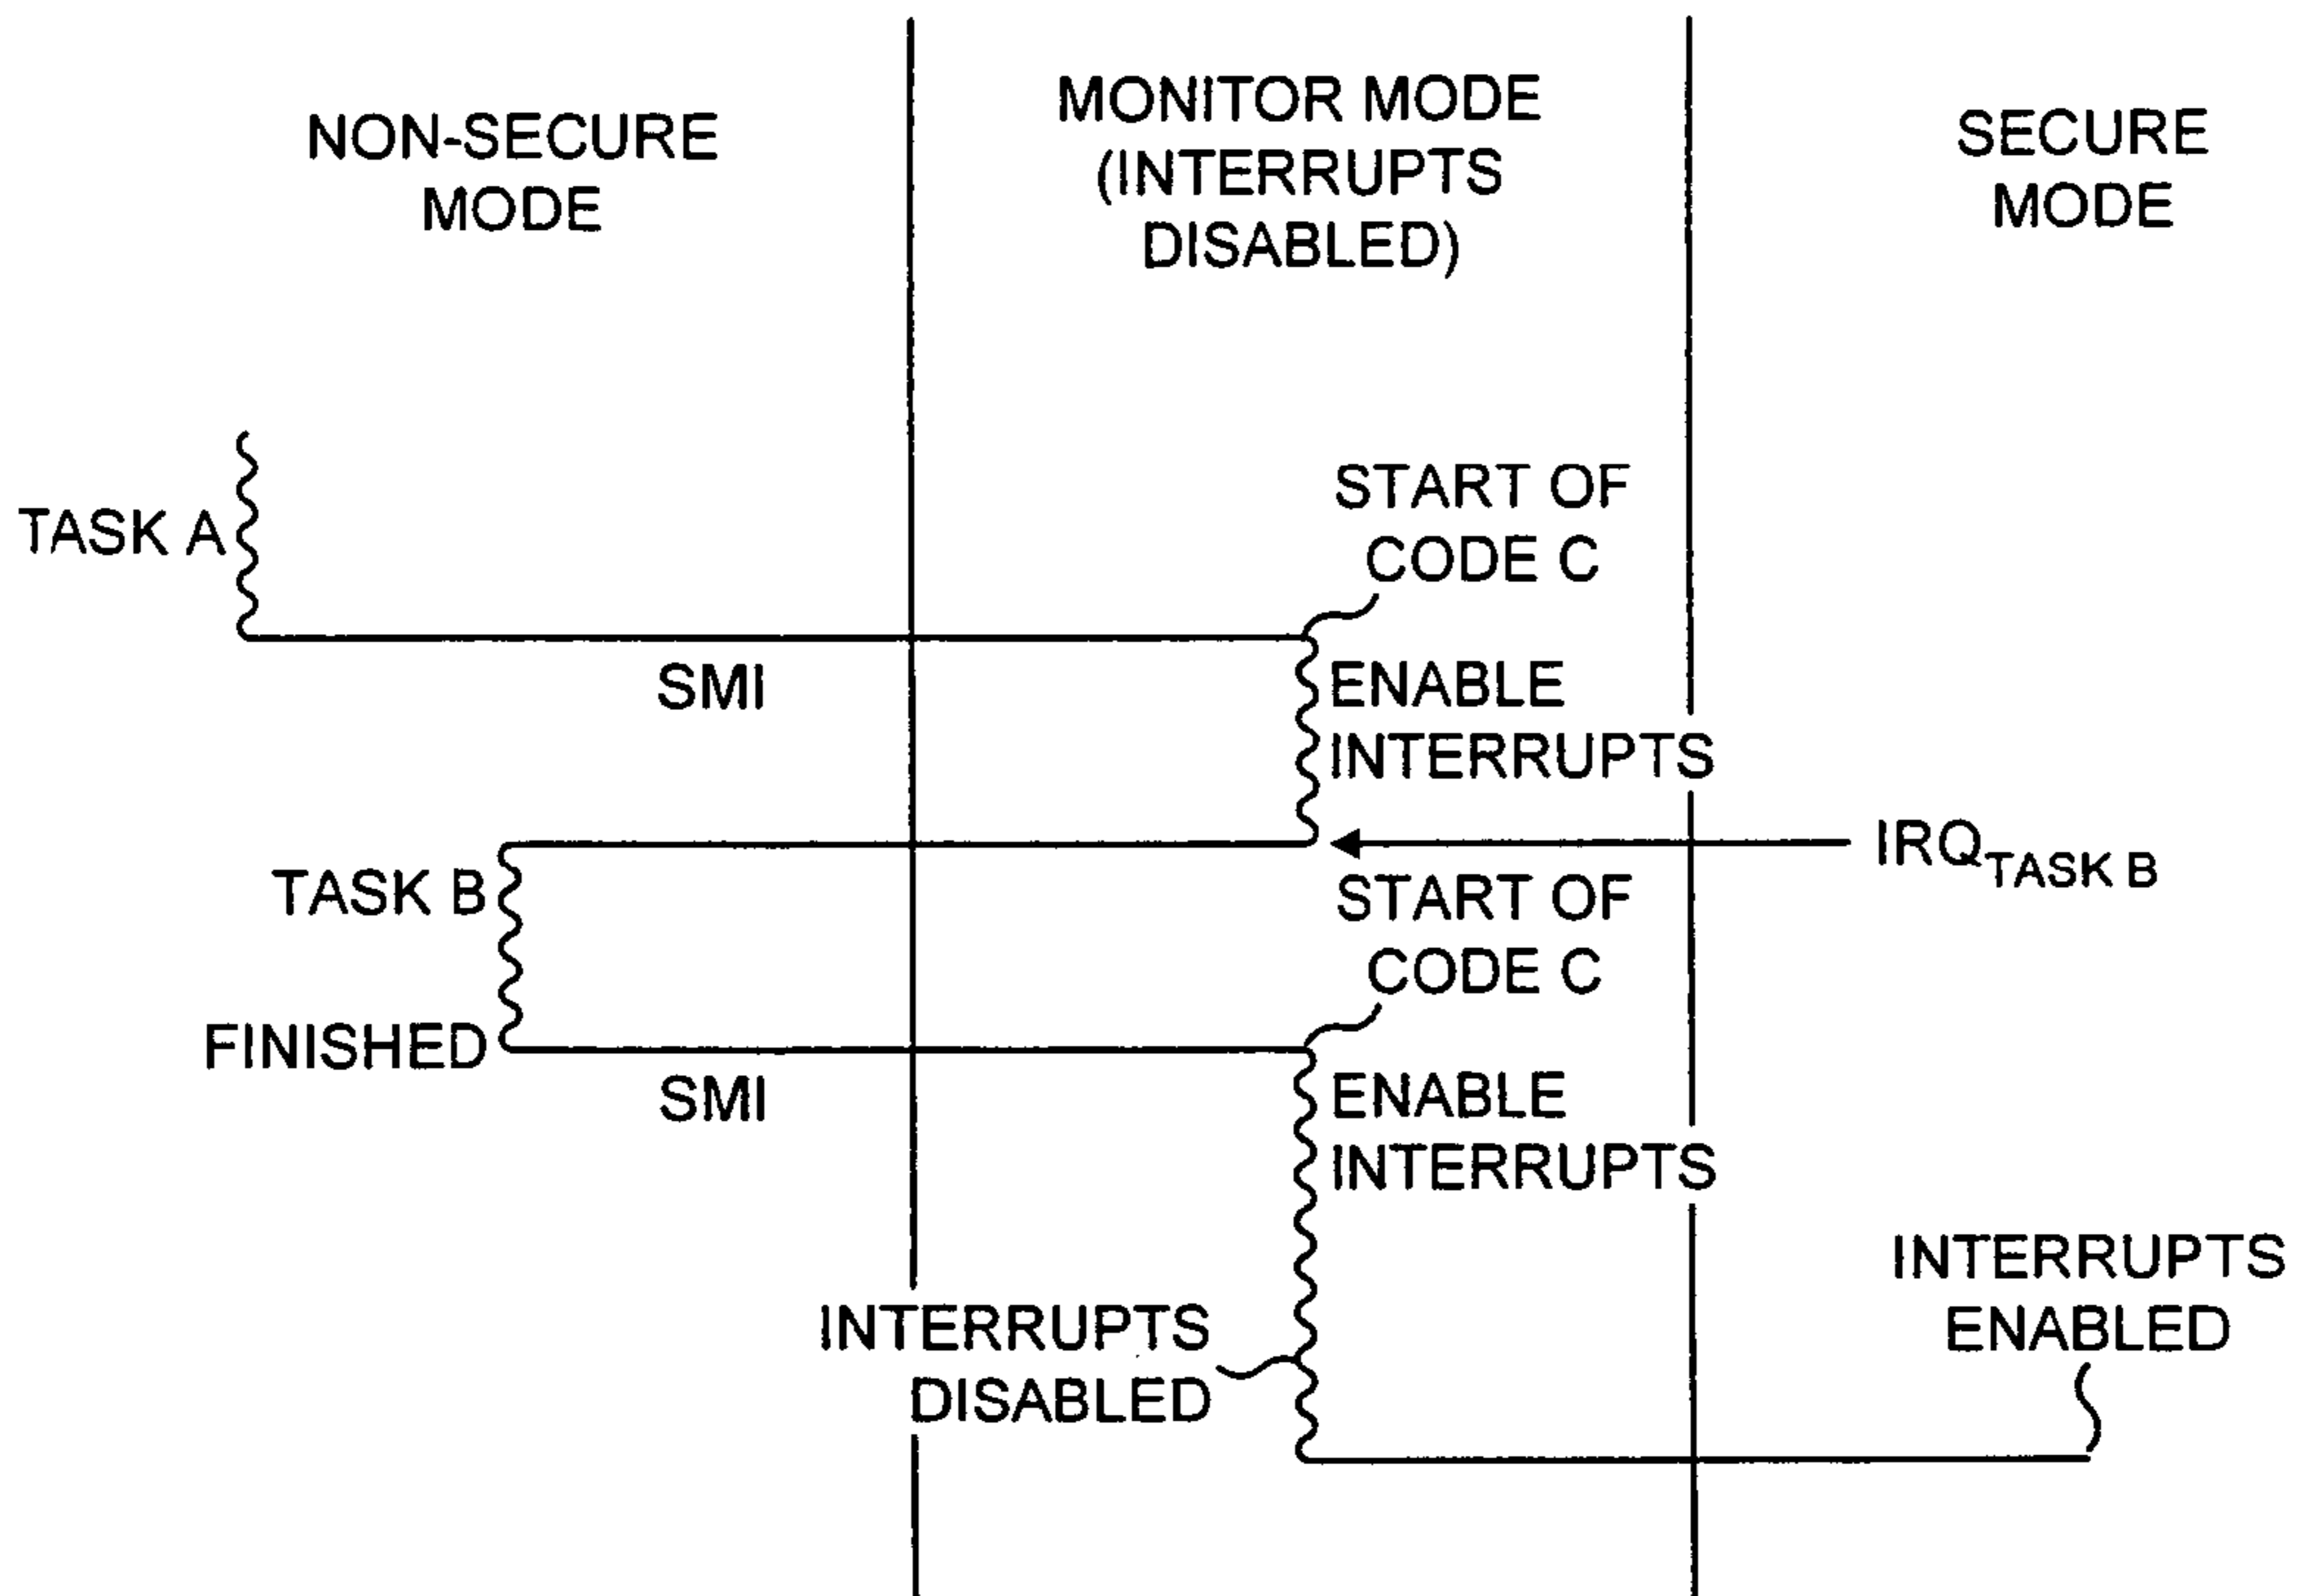 NON-SECURE
MODE
MONITOR MODE
(INTERRUPTS
DISABLED)
SECURE
MODE
TASK A
START OF
CODE C
SMI
ENABLE
INTERRUPTS
IRQTASK B
TASK B
START OF
CODE C
FINISHED
SMI
ENABLE
INTERRUPTS
INTERRUPTS
DISABLED
INTERRUPTS
ENABLED